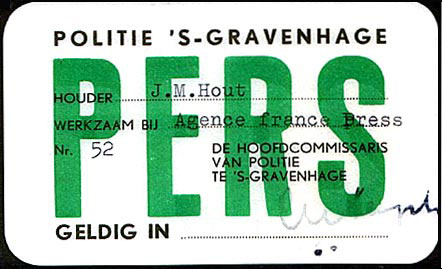 POLITIE 'S-GRAVENHAGE
PERS
HOUDER J.M.Hout
WERKZAAM BIJ Agence france Press
Nr. 52
DE HOOFDCOMMISSARIS
VAN POLITIE
TE 'S-GRAVENHAGE
GELDIG IN